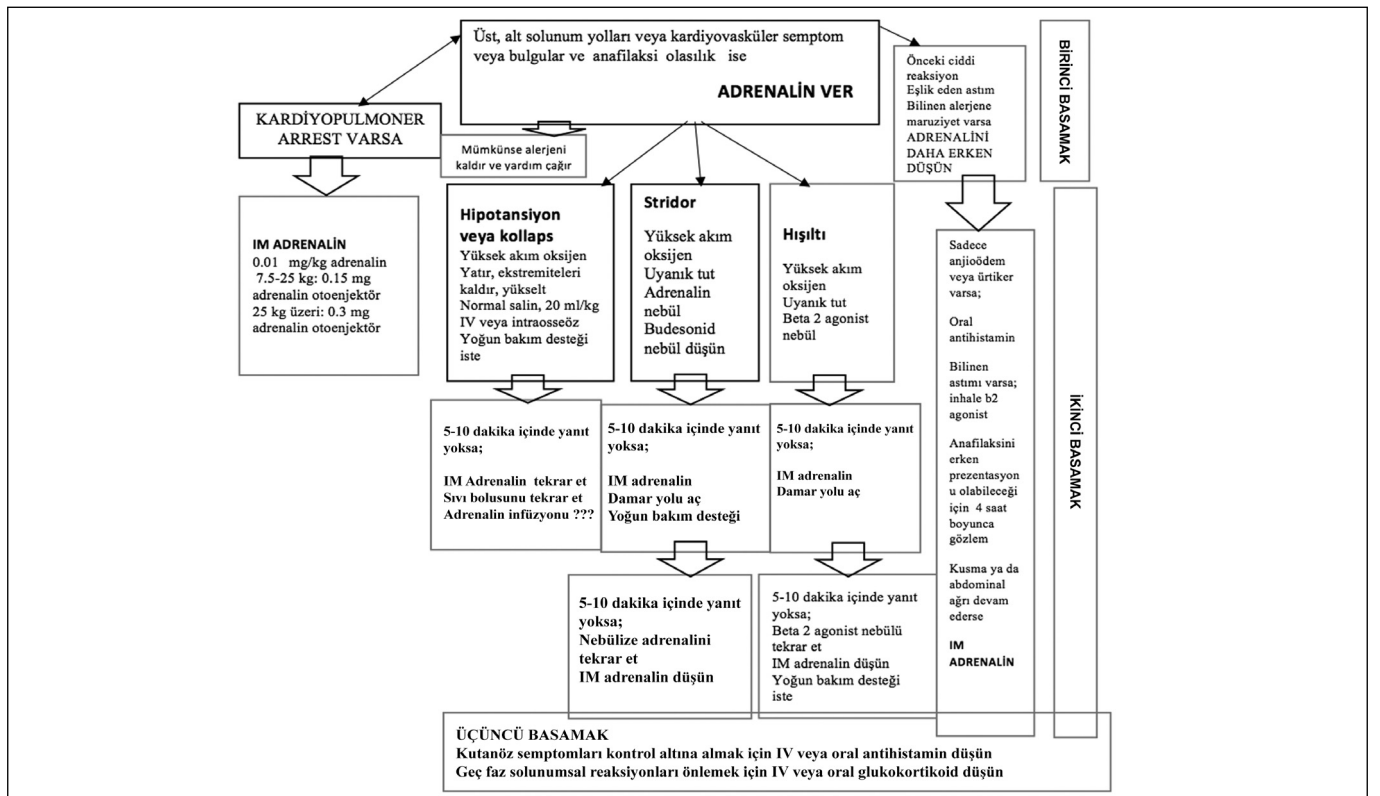 Üst, alt solunum yolları veya kardiyovasküler semptom
veya bulgular ve anafilaksi olasılık ise
ADRENALİN VER
Önceki ciddi
reaksiyon
Eşlik eden astım
Bilinen alerjene
maruziyet varsa
ADRENALİNİ
DAHA ERKEN
DÜŞÜN
BİRİNCİ BASAMAK
KARDİYOPULMONER
ARREST VARSA
Mümkünse alerjeni
kaldır ve yardım çağır
IM ADRENALİN
0.01 mg/kg adrenalin
7.5-25 kg: 0.15 mg
adrenalin otoenjektör
25 kg üzeri: 0.3 mg
adrenalin otoenjektör
Hipotansiyon
veya kollaps
Yüksek akım oksijen
Yatır, ekstremiteleri
kaldır, yükselt
Normal salin, 20 ml/kg
IV veya intraosseöz
Yoğun bakım desteği
iste
Stridor
Yüksek akım
oksijen
Uyanık tut
Adrenalin
nebül
Budesonid
nebül düşün
Hışıltı
Yüksek akım
oksijen
Uyanık tut
Beta 2 agonist
nebül
Sadece
anjioödem
veya ürtiker
varsa;
Oral
antihistamin
Bilinen
astımı varsa;
inhale b2
agonist
Anafilaksini
erken
prezentasyon
u olabileceği
için 4 saat
boyunca
gözlem
Kusma ya da
abdominal
ağrı devam
ederse
IM
ADRENALİN
İKİNCİ BASAMAK
5-10 dakika içinde yanıt
yoksa;
IM Adrenalin tekrar et
Sıvı bolusunu tekrar et
Adrenalin infüzyonu ???
5-10 dakika içinde yanıt
yoksa;
IM adrenalin
Damar yolu aç
Yoğun bakım desteği
5-10 dakika içinde yanıt
yoksa;
IM adrenalin
Damar yolu aç
5-10 dakika içinde yanıt
yoksa;
Nebülize adrenalini
tekrar et
IM adrenalin düşün
5-10 dakika içinde yanıt
yoksa;
Beta 2 agonist nebülü
tekrar et
IM adrenalin düşün
Yoğun bakım desteği
iste
ÜÇÜNCÜ BASAMAK
Kutanöz semptomları kontrol altına almak için IV veya oral antihistamin düşün
Geç faz solunumsal reaksiyonları önlemek için IV veya oral glukokortikoid düşün